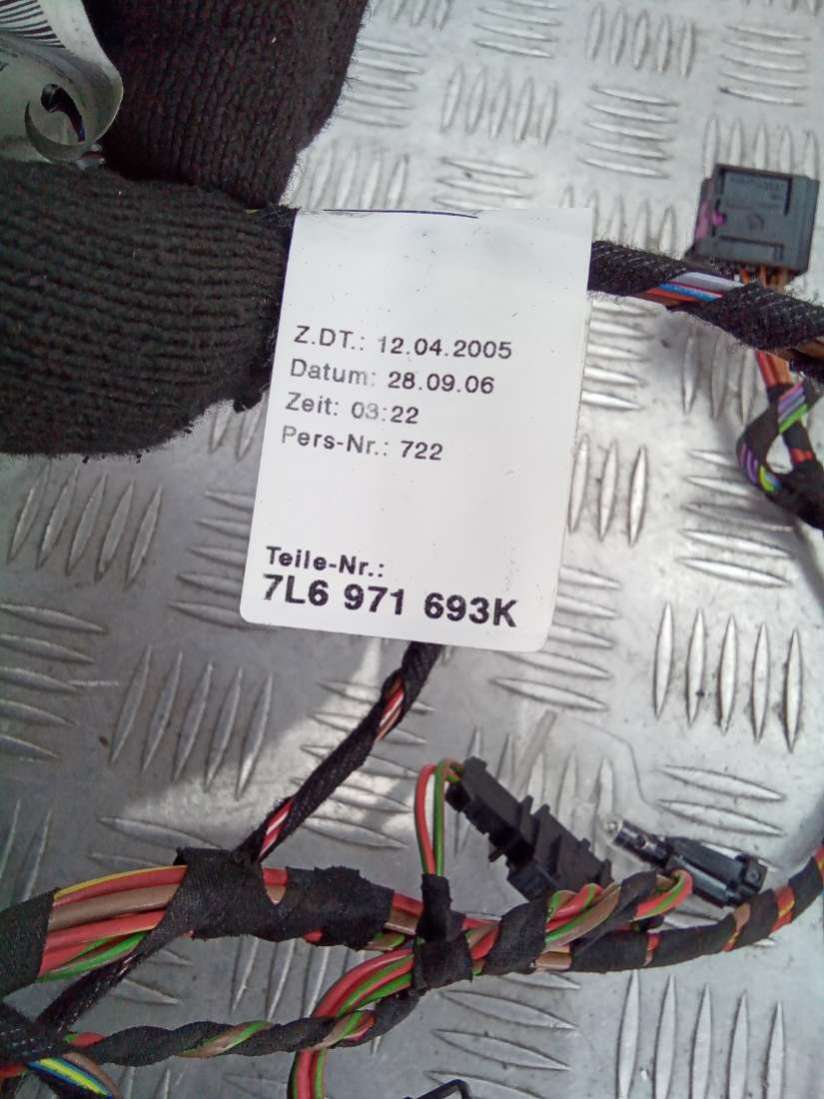 Z.DT.: 12.04.2005
Datum: 28.09.06
Zeit: 03:22
Pers-Nr.: 722
Teile-Nr.:
7L6 971 693K